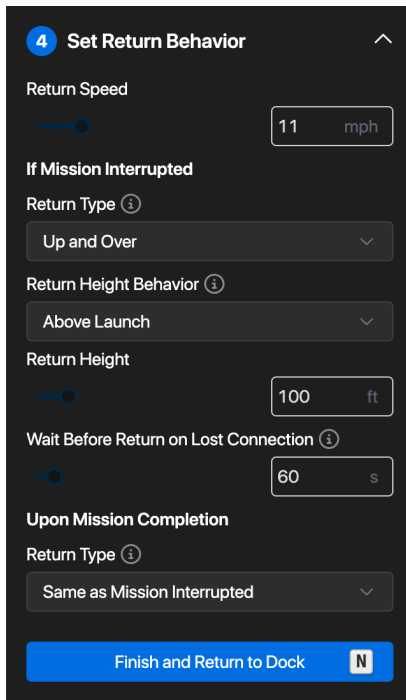 4 Set Return Behavior
Return Speed
11 mph
If Mission Interrupted
Return Type
Up and Over
Return Height Behavior
Above Launch
Return Height
100 ft
Wait Before Return on Lost Connection
60 s
Upon Mission Completion
Return Type
Same as Mission Interrupted
Finish and Return to Dock N